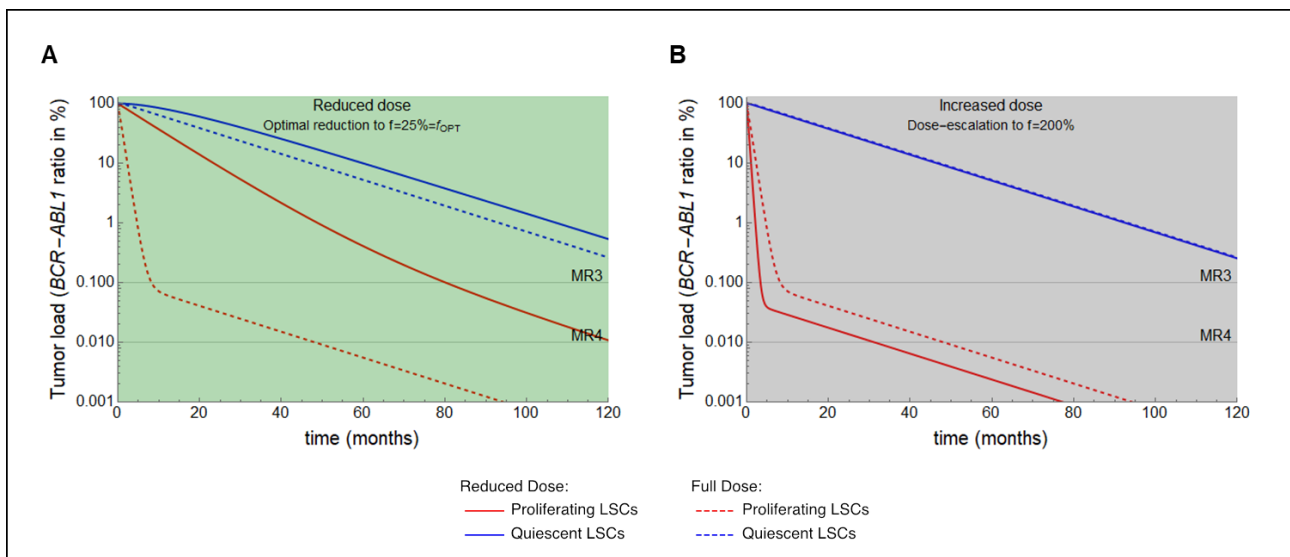 A
B
Tumor load (BCR−ABL1 ratio in %)
100
10
1
0.100
0.010
0.001
Reduced dose
Optimal reduction to f=25%=fOPT
MR3
MR4
0 20 40 60 80 100 120
time (months)
Tumor load (BCR−ABL1 ratio in %)
100
10
1
0.100
0.010
0.001
Increased dose
Dose−escalation to f=200%
MR3
MR4
0 20 40 60 80 100 120
time (months)
Reduced Dose:
Proliferating LSCs
Quiescent LSCs
Full Dose:
Proliferating LSCs
Quiescent LSCs